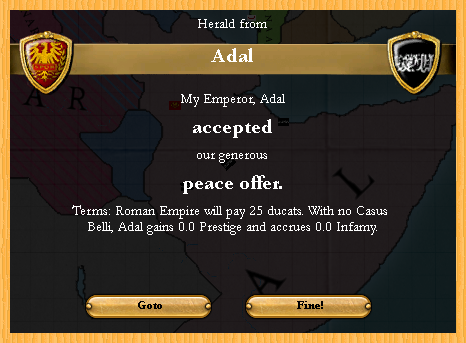 Herald from
Adal
My Emperor, Adal
accepted
our generous
peace offer.
Terms: Roman Empire will pay 25 ducats. With no Casus
Belli, Adal gains 0.0 Prestige and accrues 0.0 Infamy.
A R
A L
Goto
Fine!